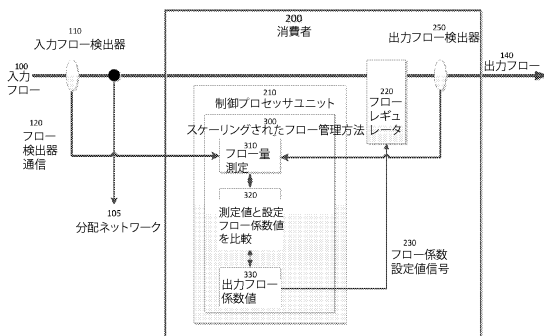 200
消費者
110
入力フロー検出器
250
出力フロー検出器
100
入力
フロー
140
出力フロー
210
制御プロセッサユニット
220
フロー
レギュ
レータ
120
フロー
検出器
通信
300
スケーリングされたフロー管理方法
310
フロー量
測定
105
分配ネットワーク
320
測定値と設定
フロー係数値
を比較
230
フロー係数
設定値信号
330
出力フロー
係数値